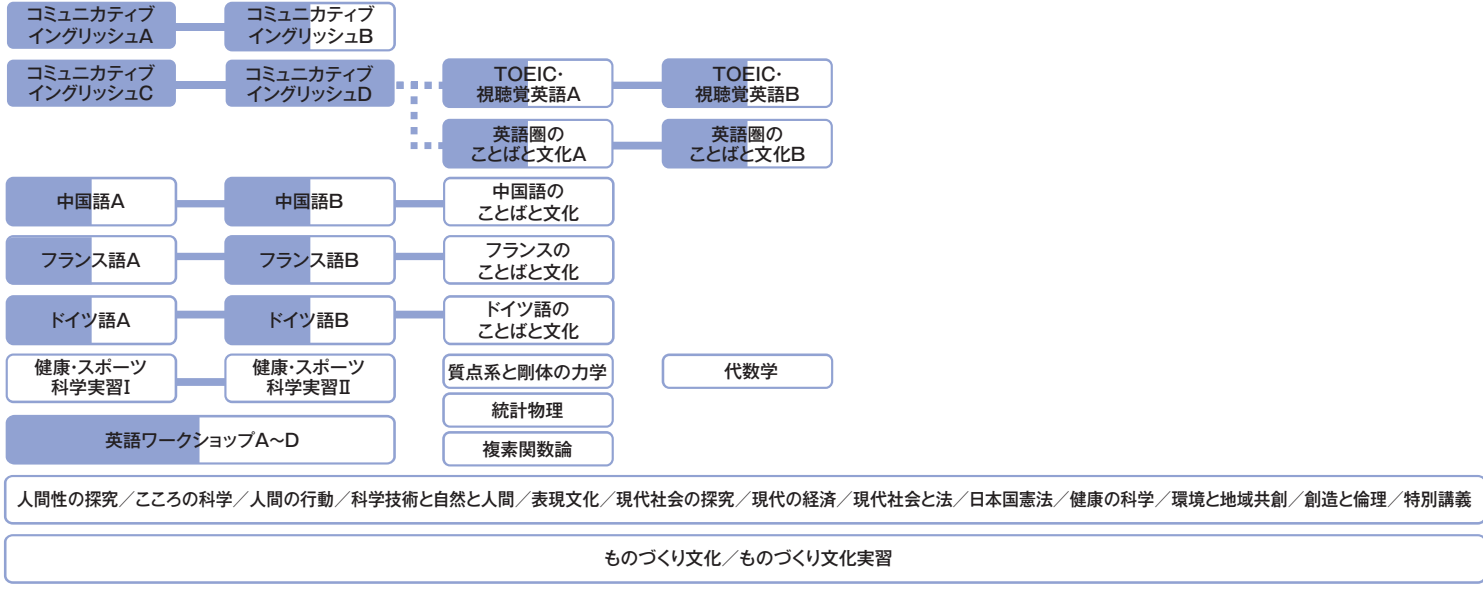 コミュニカティブ
イングリッシュA
コミュニカティブ
イングリッシュB
コミュニカティブ
イングリッシュC
コミュニカティブ
イングリッシュD
TOEIC・
視聴覚英語A
TOEIC・
視聴覚英語B
英語圏の
ことばと文化A
英語圏の
ことばと文化B
中国語A
中国語B
中国語の
ことばと文化
フランス語A
フランス語B
フランスの
ことばと文化
ドイツ語A
ドイツ語B
ドイツ語の
ことばと文化
健康・スポーツ
科学実習Ⅰ
健康・スポーツ
科学実習Ⅱ
質点系と剛体の力学
代数学
統計物理
英語ワークショップA〜D
複素関数論
人間性の探究／こころの科学／人間の行動／科学技術と自然と人間／表現文化／現代社会の探究／現代の経済／現代社会と法／日本国憲法／健康の科学／環境と地域共創／創造と倫理／特別講義
ものづくり文化／ものづくり文化実習